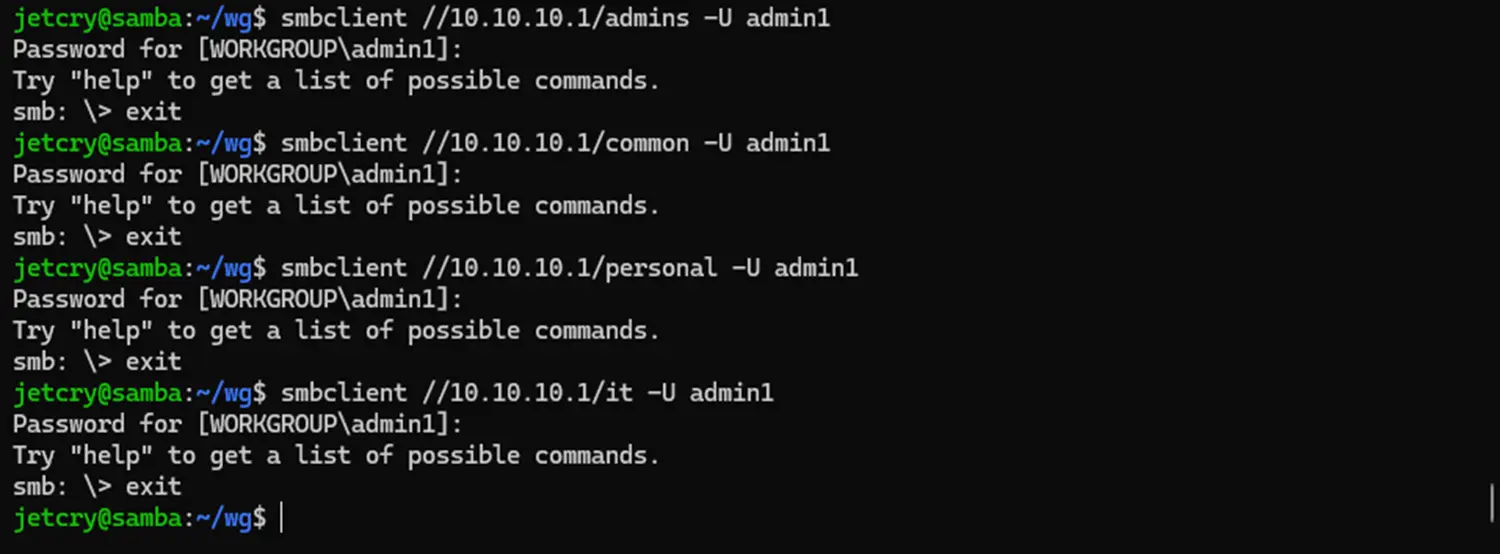 jetcry@samba:~/wg$ smbclient //10.10.10.1/admins -U admin1
Password for [WORKGROUP\admin1]:
Try "help" to get a list of possible commands.
smb: \> exit
jetcry@samba:~/wg$ smbclient //10.10.10.1/common -U admin1
Password for [WORKGROUP\admin1]:
Try "help" to get a list of possible commands.
smb: \> exit
jetcry@samba:~/wg$ smbclient //10.10.10.1/personal -U admin1
Password for [WORKGROUP\admin1]:
Try "help" to get a list of possible commands.
smb: \> exit
jetcry@samba:~/wg$ smbclient //10.10.10.1/it -U admin1
Password for [WORKGROUP\admin1]:
Try "help" to get a list of possible commands.
smb: \> exit
jetcry@samba:~/wg$